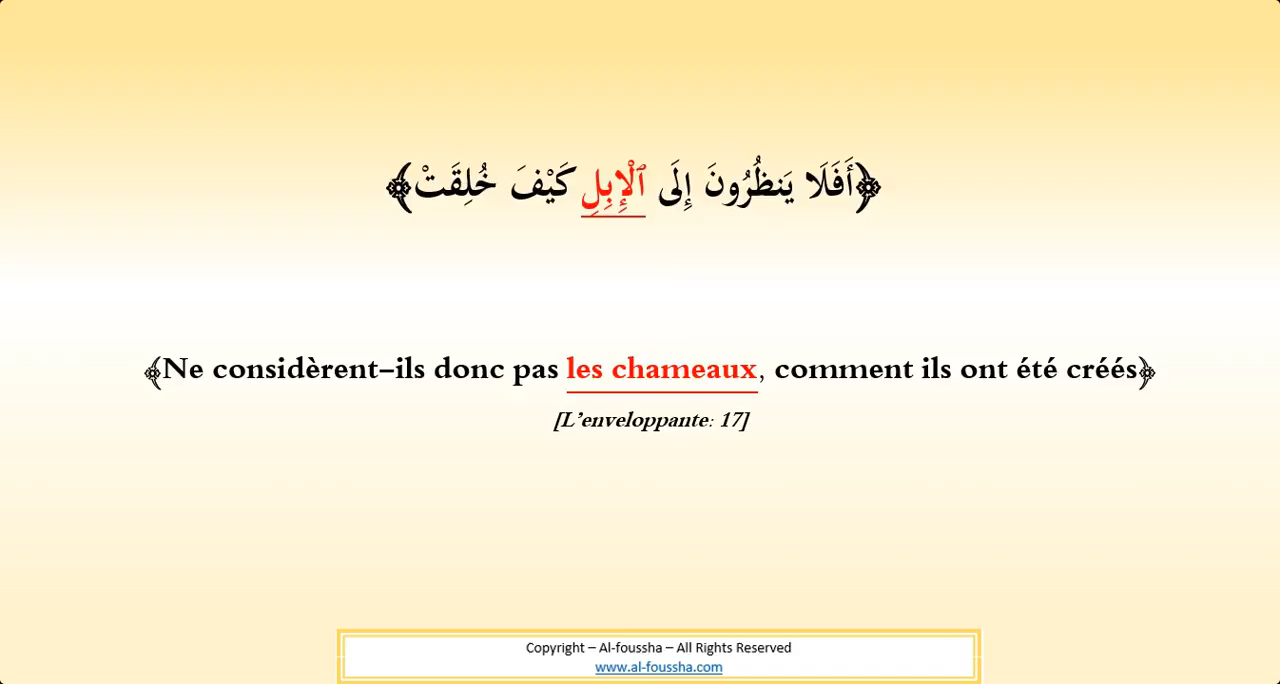 ﴿أَفَلَا يَنظُرُونَ إِلَى ٱلْإِبِلِ كَيْفَ خُلِقَتْ﴾
﴾Ne considèrent–ils donc pas les chameaux, comment ils ont été créés﴿
[L’enveloppante: 17]
Copyright – Al-foussha – All Rights Reserved
www.al-foussha.com